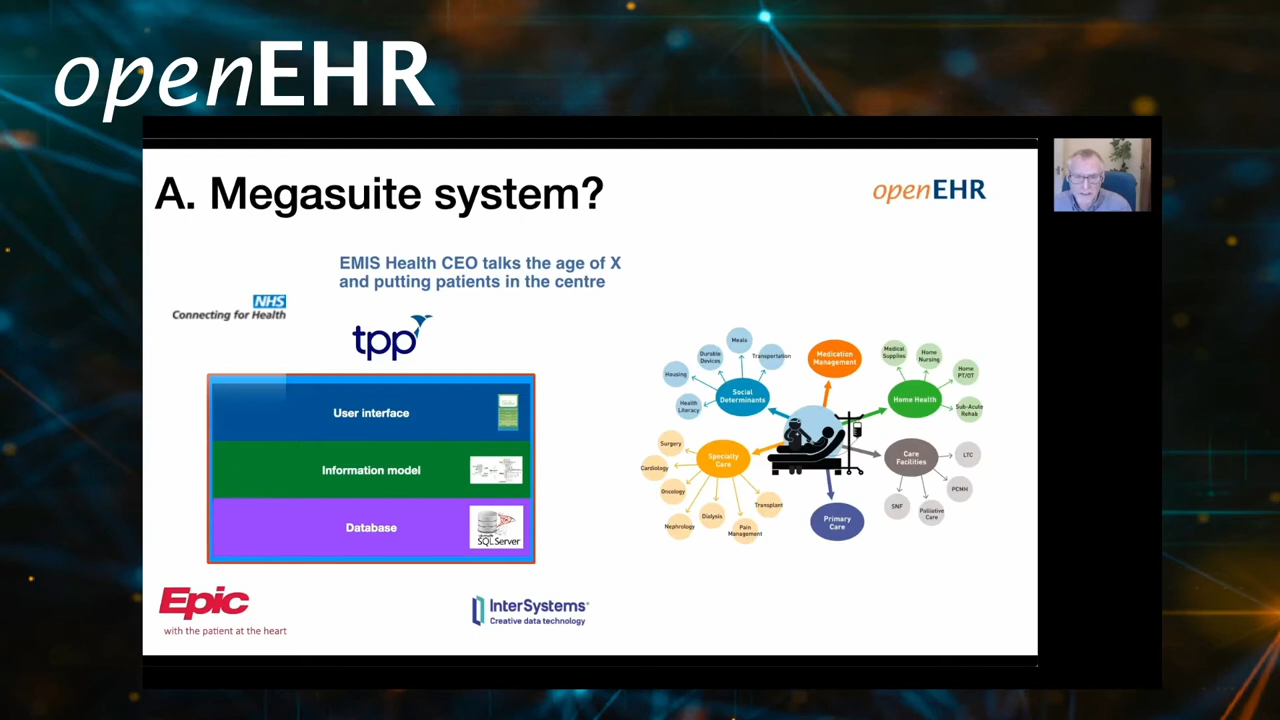 openEHR
A. Megasuite system?
openEHR
EMIS Health CEO talks the age of X
and putting patients in the centre
NHS
Connecting for Health
tpp
User interface
Information model
Database
SQL Server
Epic
with the patient at the heart
InterSystems
Creative data technology
Meals
Durable
Devices
Transportation
Housing
Health
Literacy
Social
Determinants
Medication
Management
Medical
Supplies
Home
Nursing
Home
PT/OT
Home Health
Sub-Acute
Rehab
Surgery
Cardiology
Oncology
Nephrology
Dialysis
Pain
Management
Transplant
Specialty
Care
Primary
Care
Care
Facilities
LTC
PCMH
Palliative
Care
SNF